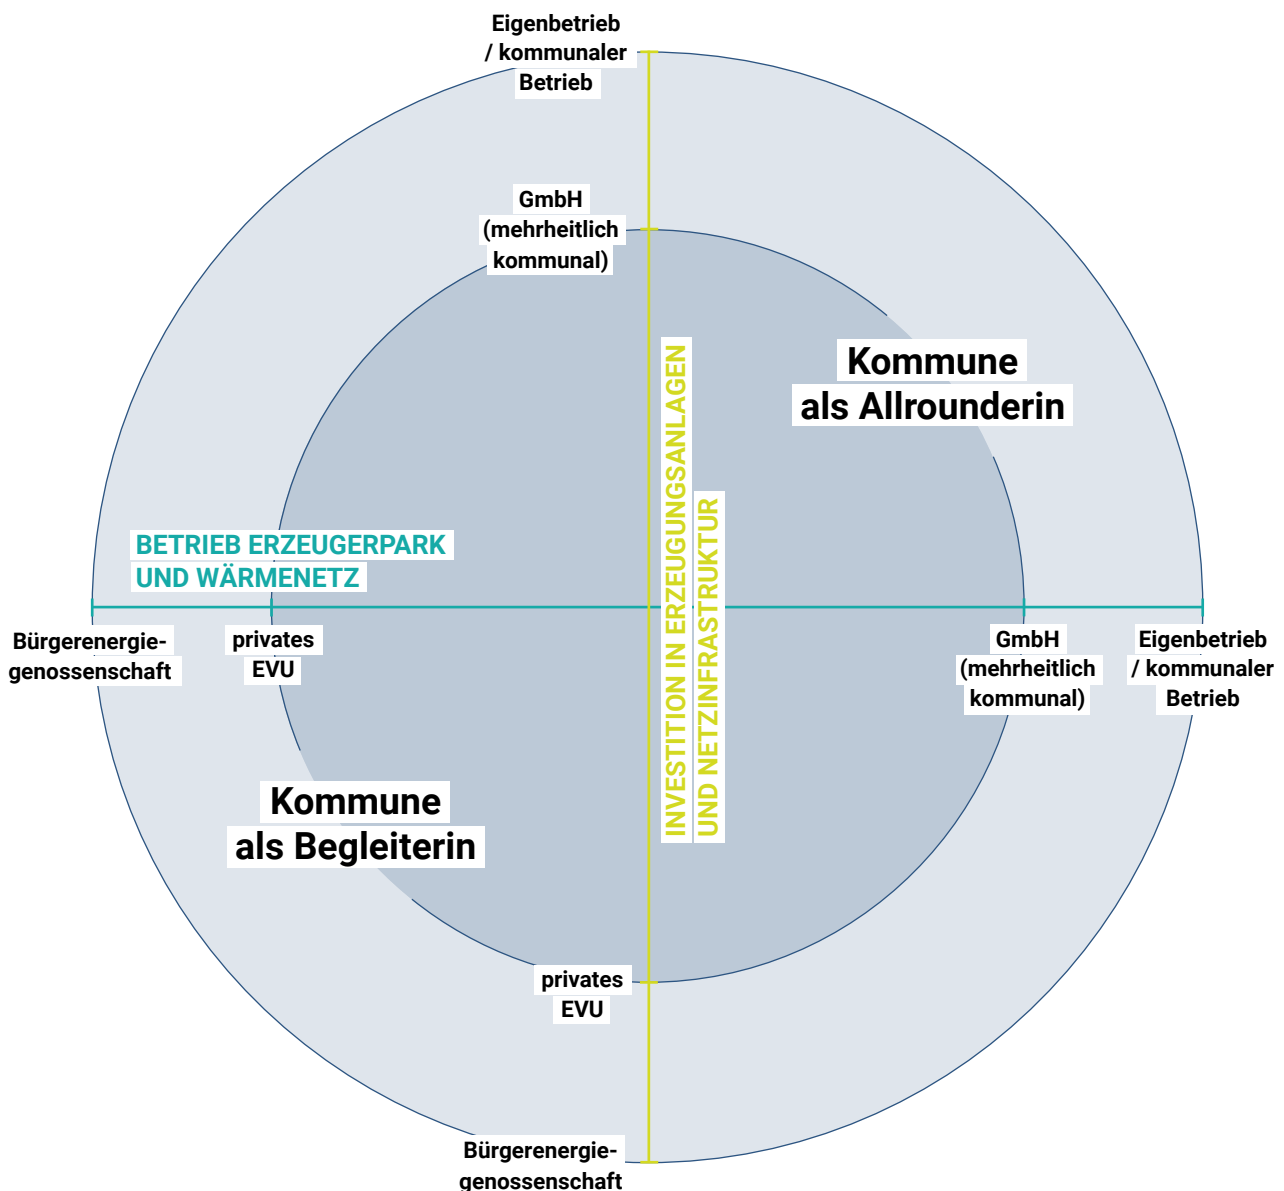 Eigenbetrieb
/ kommunaler
Betrieb
GmbH
(mehrheitlich
kommunal)
Kommune
als Allrounderin
INVESTITION IN ERZEUGUNGSANLAGEN
UND NETZINFRASTRUKTUR
BETRIEB ERZEUGERPARK
UND WÄRMENETZ
Bürgerenergie-
genossenschaft
privates
EVU
GmbH
(mehrheitlich
kommunal)
Eigenbetrieb
/ kommunaler
Betrieb
Kommune
als Begleiterin
privates
EVU
Bürgerenergie-
genossenschaft